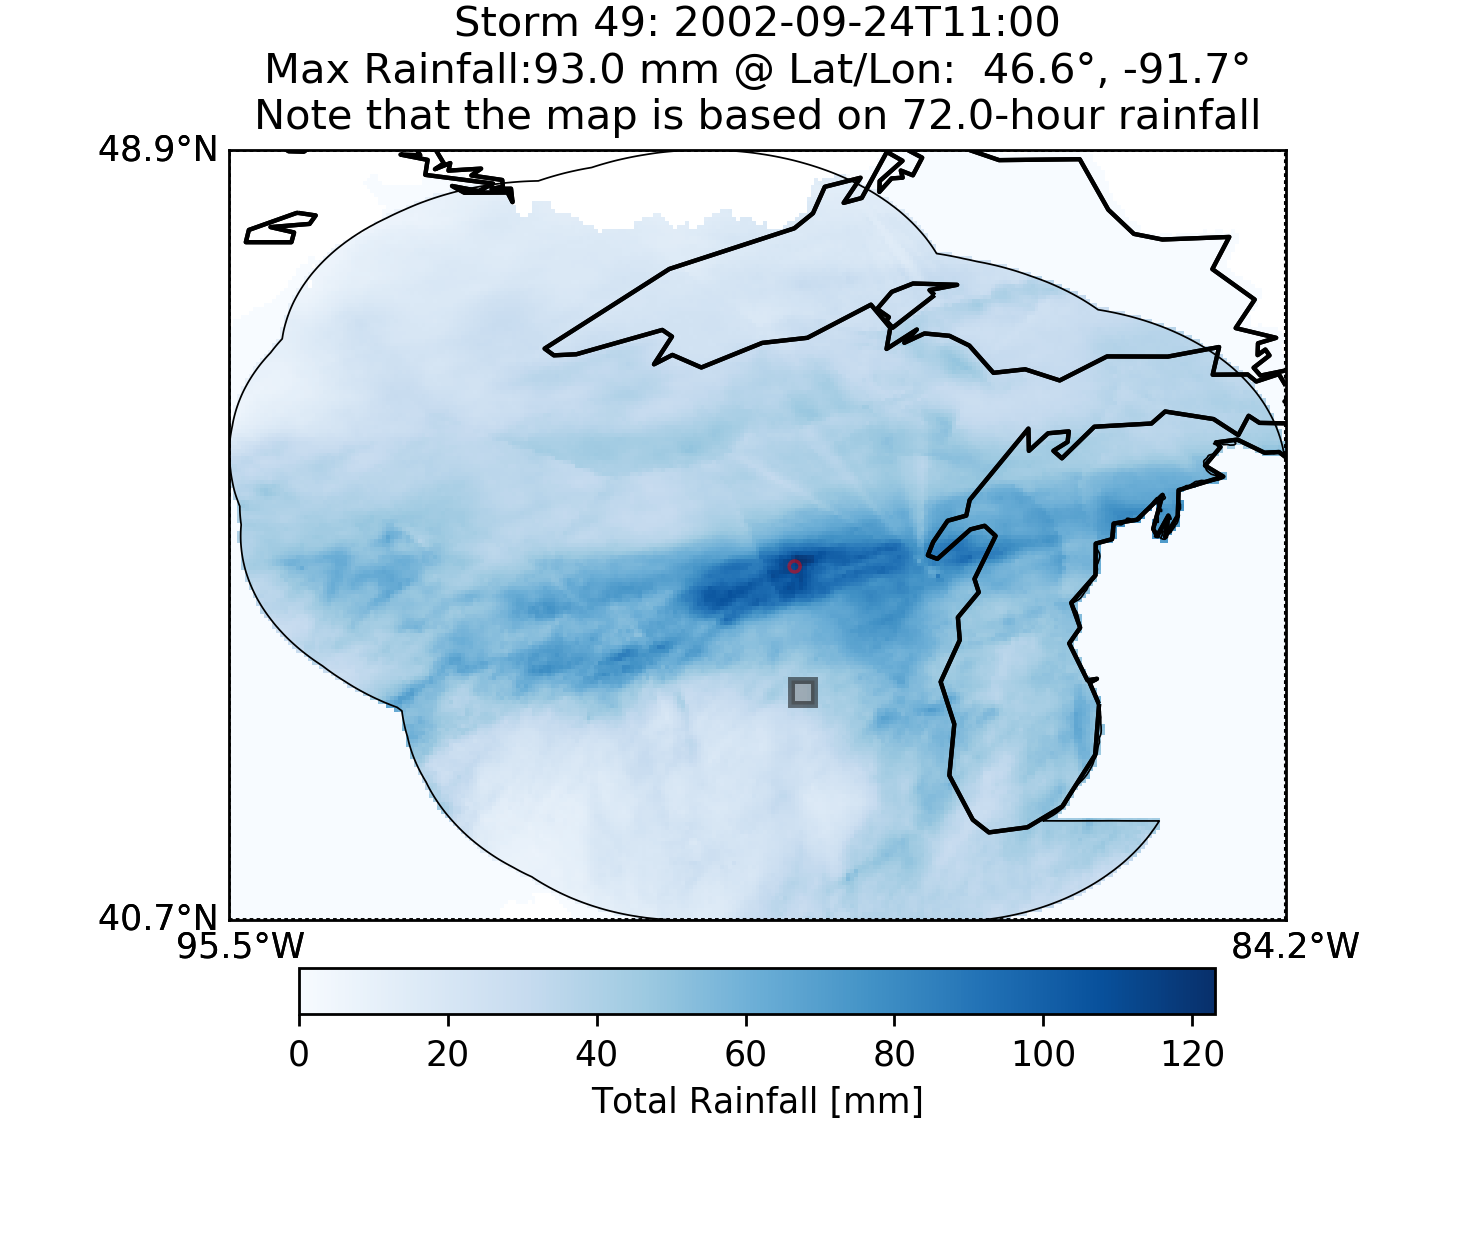 Storm 49: 2002-09-24T11:00
Max Rainfall:93.0 mm @ Lat/Lon:  46.6°, -91.7°
Note that the map is based on 72.0-hour rainfall
48.9°N
40.7°N
95.5°W 84.2°W
0 20 40 60 80 100 120
Total Rainfall [mm]